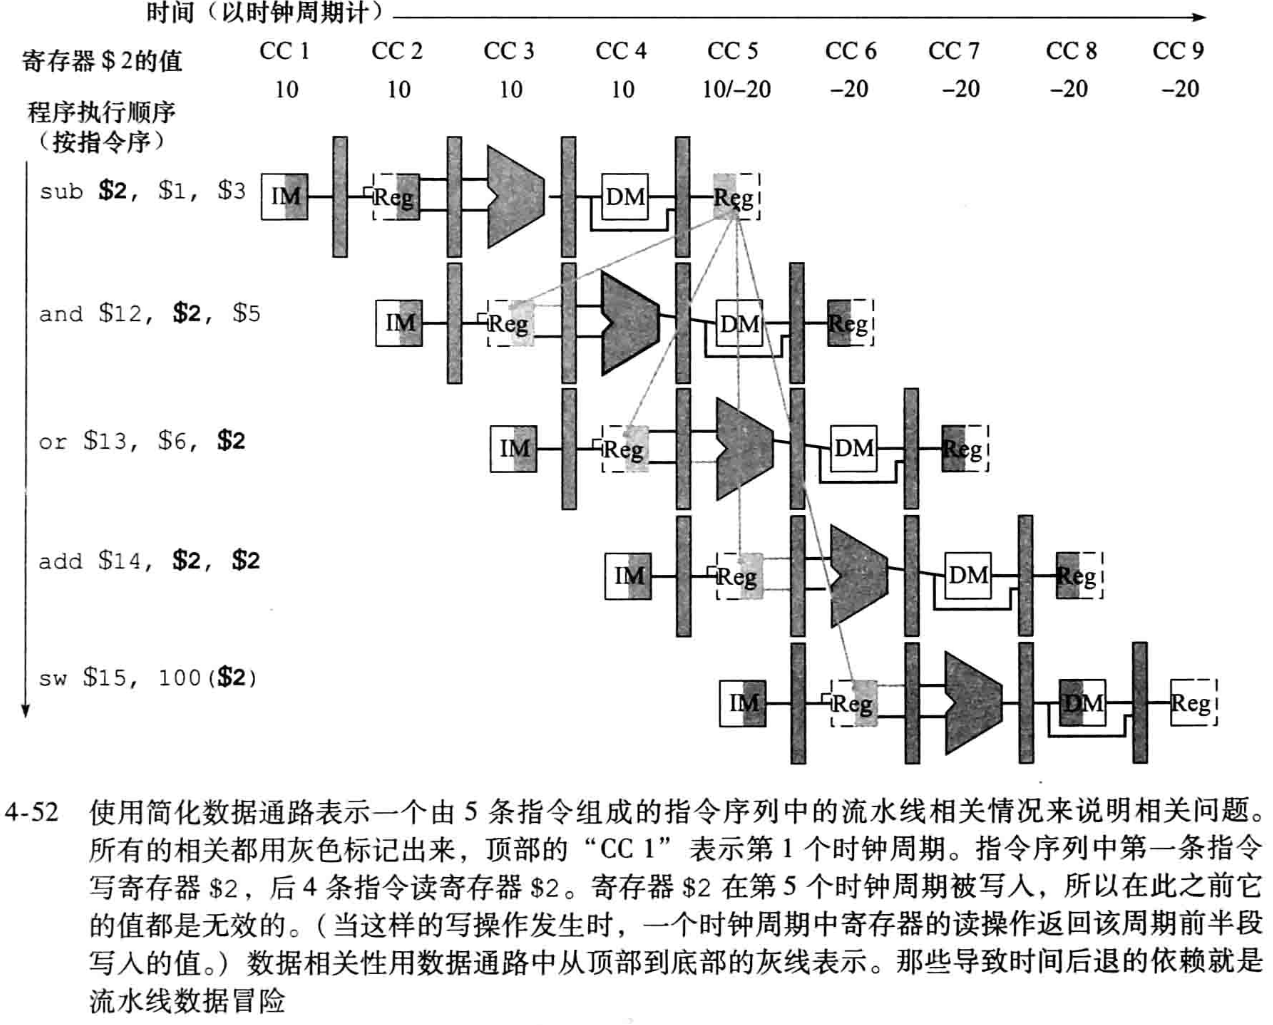 时间（以时钟周期计）
寄存器 $ 2的值 CC 1 CC 2 CC 3 CC 4 CC 5 CC 6 CC 7 CC 8 CC 9
10 10 10 10 10/–20 –20 –20 –20 –20
程序执行顺序
（按指令序）
sub $2, $1, $3 IM Reg DM Reg
and $12, $2, $5 IM Reg DM Reg
or $13, $6, $2 IM Reg DM Reg
add $14, $2, $2 IM Reg DM Reg
sw $15, 100($2) IM Reg DM Reg
4-52 使用简化数据通路表示一个由 5 条指令组成的指令序列中的流水线相关情况来说明相关问题。
所有的相关都用灰色标记出来，顶部的“CC 1”表示第 1 个时钟周期。指令序列中第一条指令
写寄存器 $2，后 4 条指令读寄存器 $2。寄存器 $2 在第 5 个时钟周期被写入，所以在此之前它
的值都是无效的。（当这样的写操作发生时，一个时钟周期中寄存器的读操作返回该周期前半段
写入的值。）数据相关性用数据通路中从顶部到底部的灰线表示。那些导致时间后退的依赖就是
流水线数据冒险